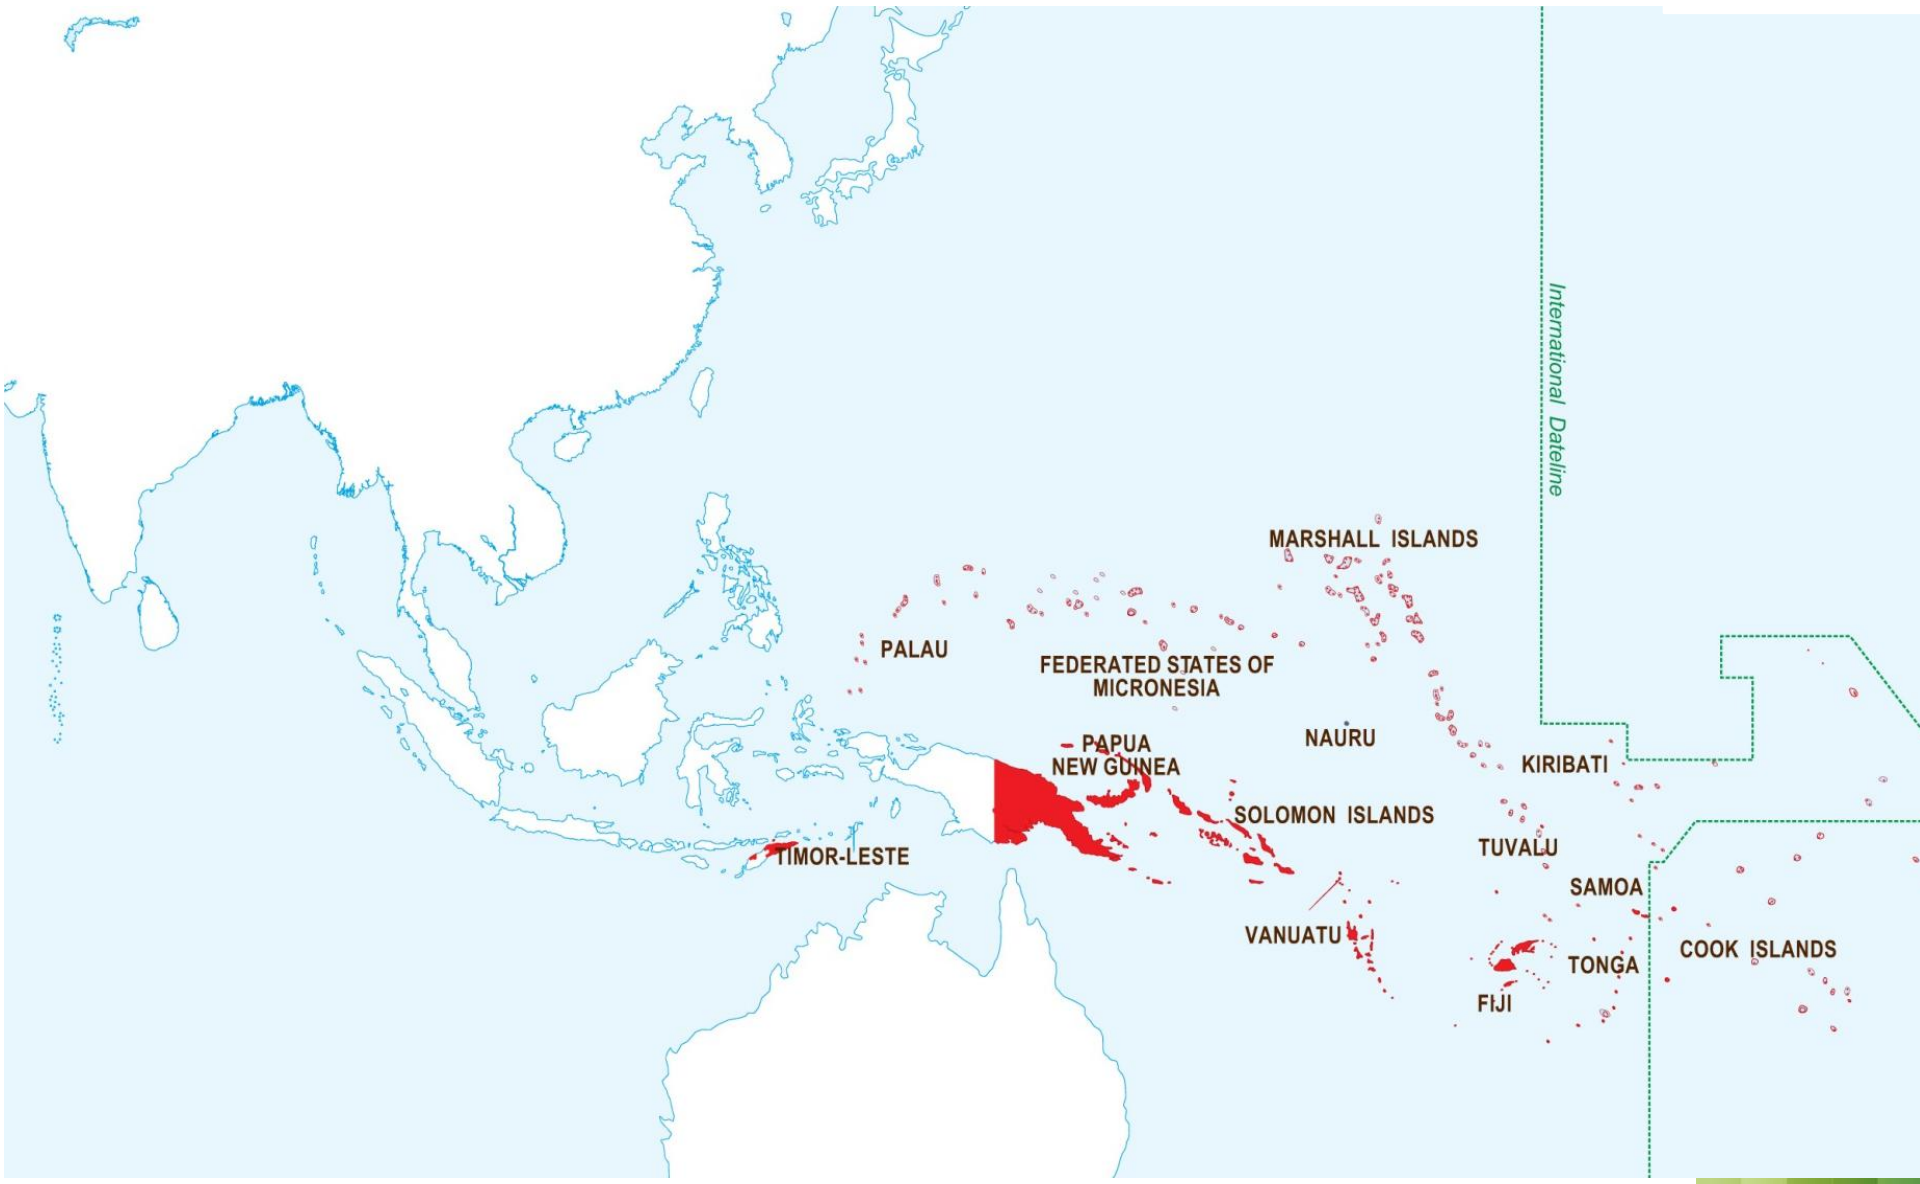 International Dateline
MARSHALL ISLANDS
PALAU
FEDERATED STATES OF
MICRONESIA
NAURU
PAPUA
NEW GUINEA
KIRIBATI
SOLOMON ISLANDS
TUVALU
TIMOR-LESTE
SAMOA
VANUATU
COOK ISLANDS
TONGA
FIJI